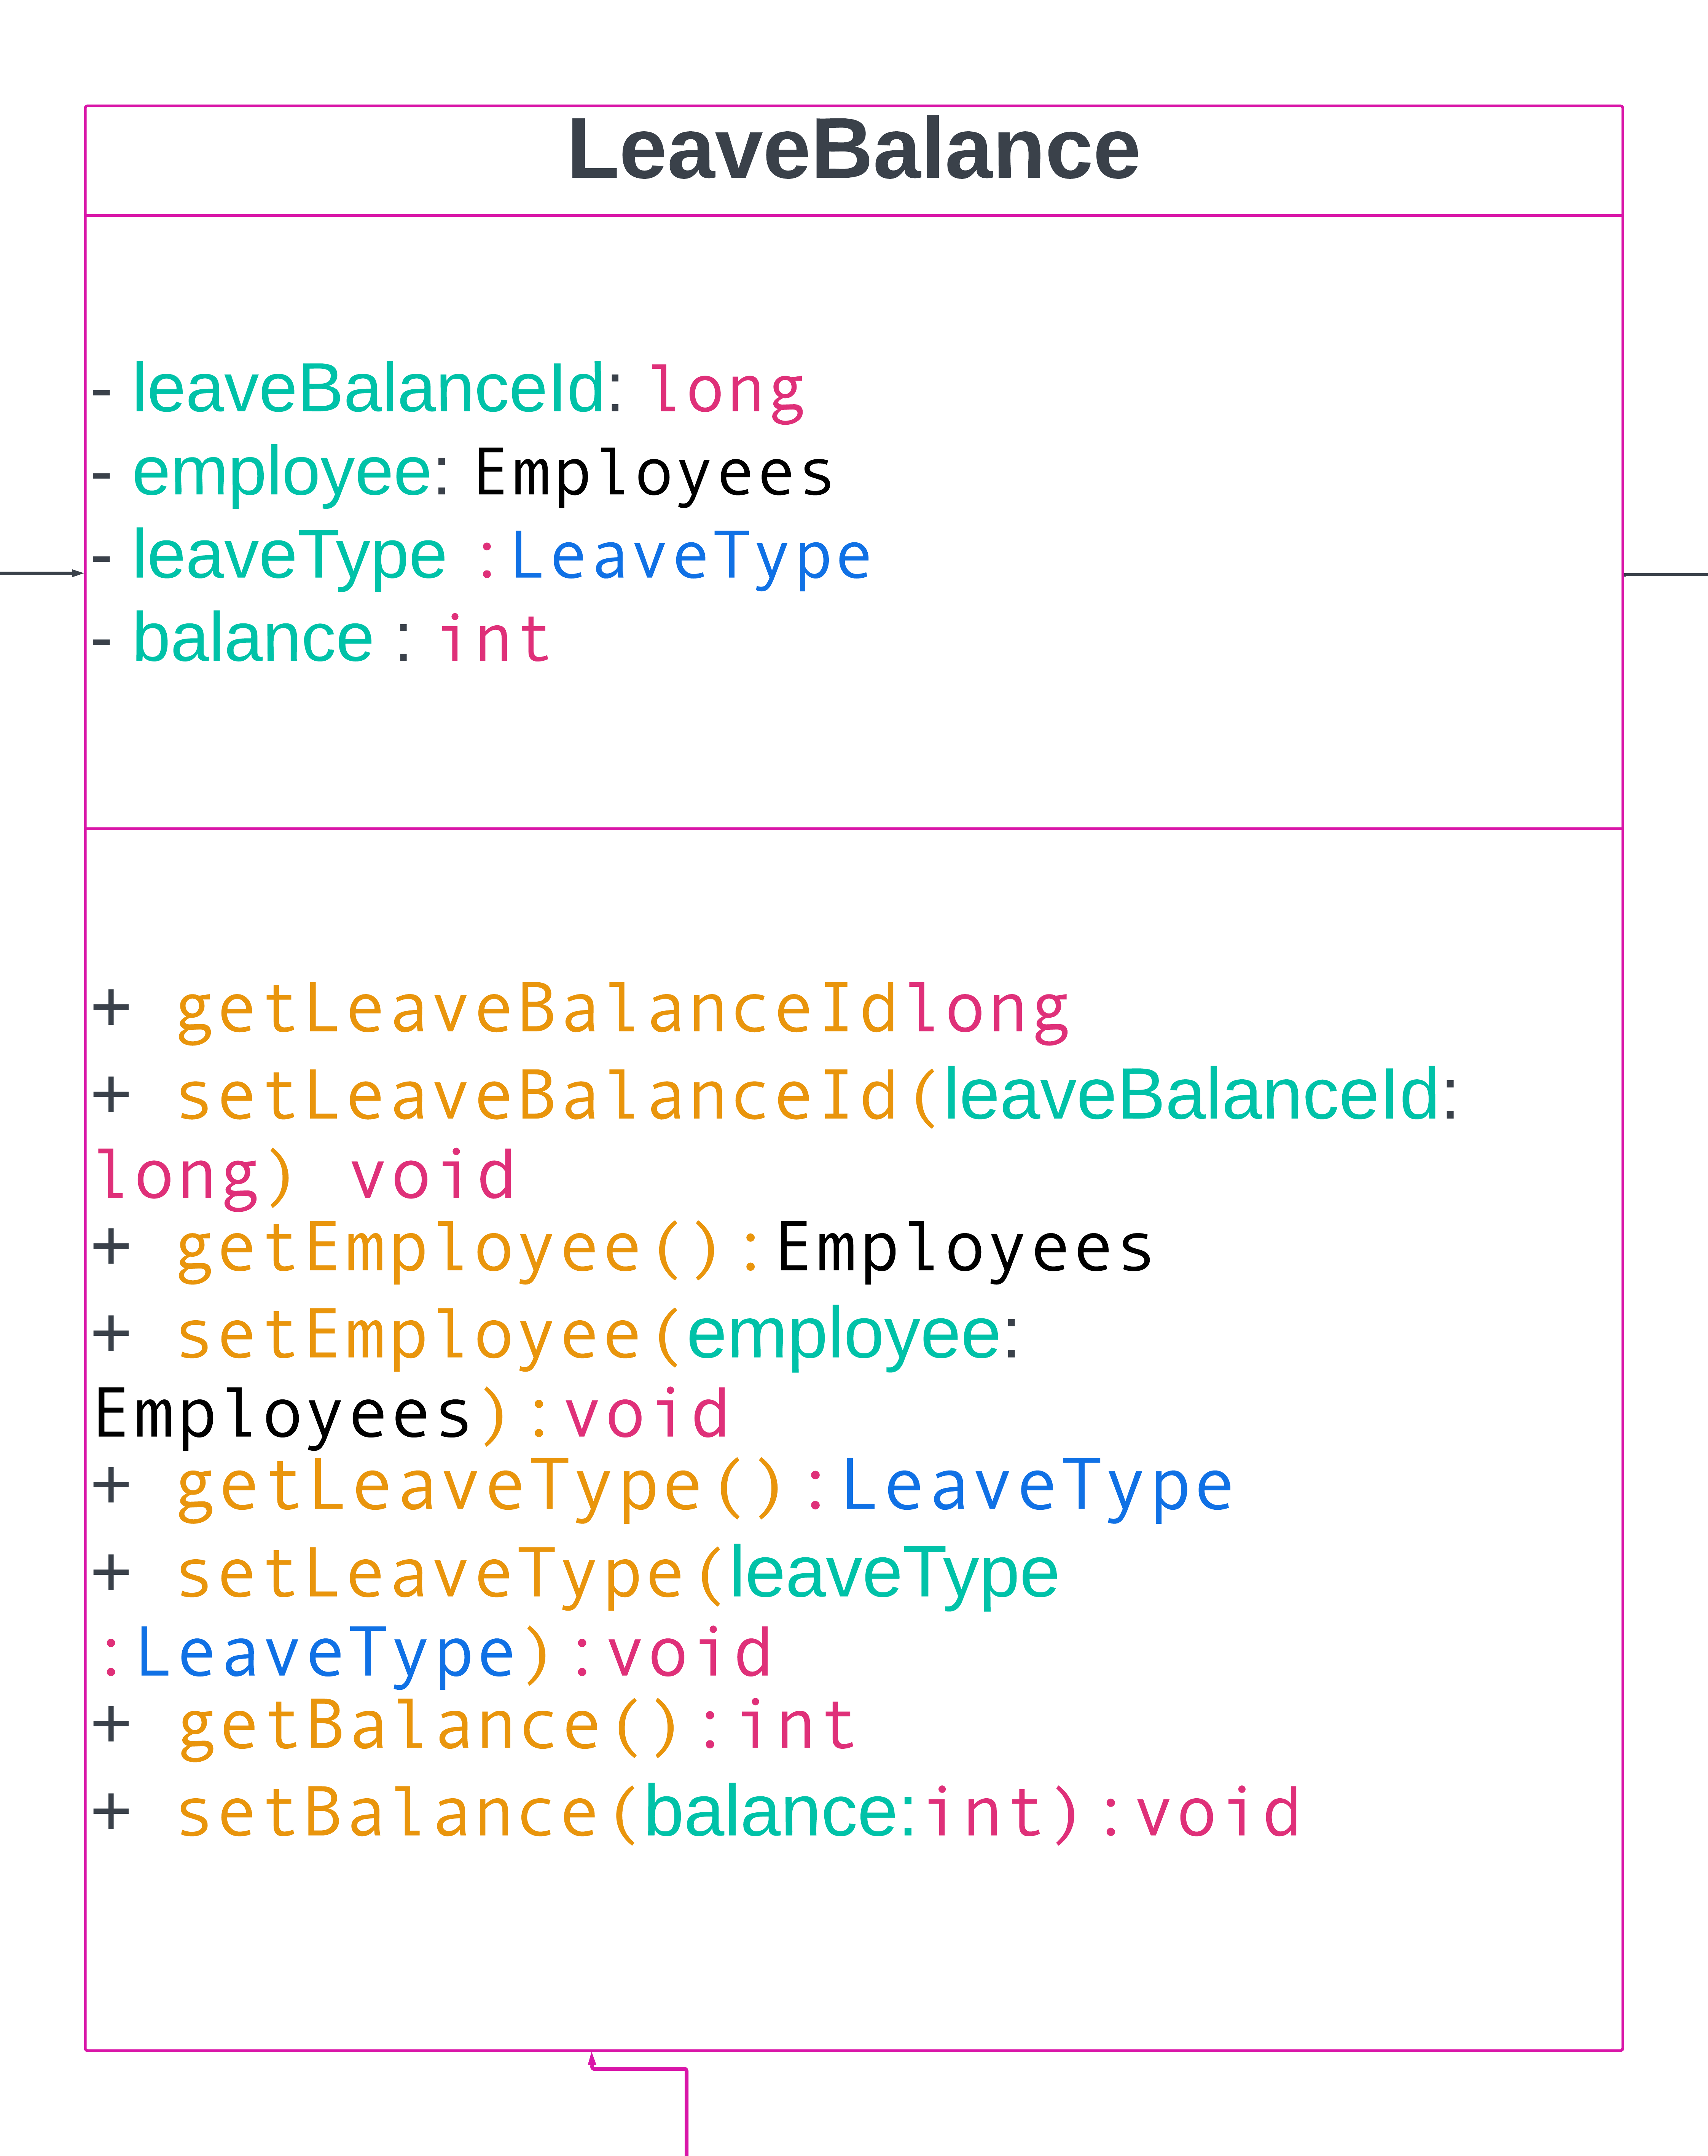 LeaveBalance
- leaveBalanceId: long
- employee: Employees
- leaveType :LeaveType
- balance : int
+ getLeaveBalanceIdlong
+ setLeaveBalanceId(leaveBalanceId:
long) void
+ getEmployee():Employees
+ setEmployee(employee:
Employees):void
+ getLeaveType():LeaveType
+ setLeaveType(leaveType
:LeaveType):void
+ getBalance():int
+ setBalance(balance:int):void